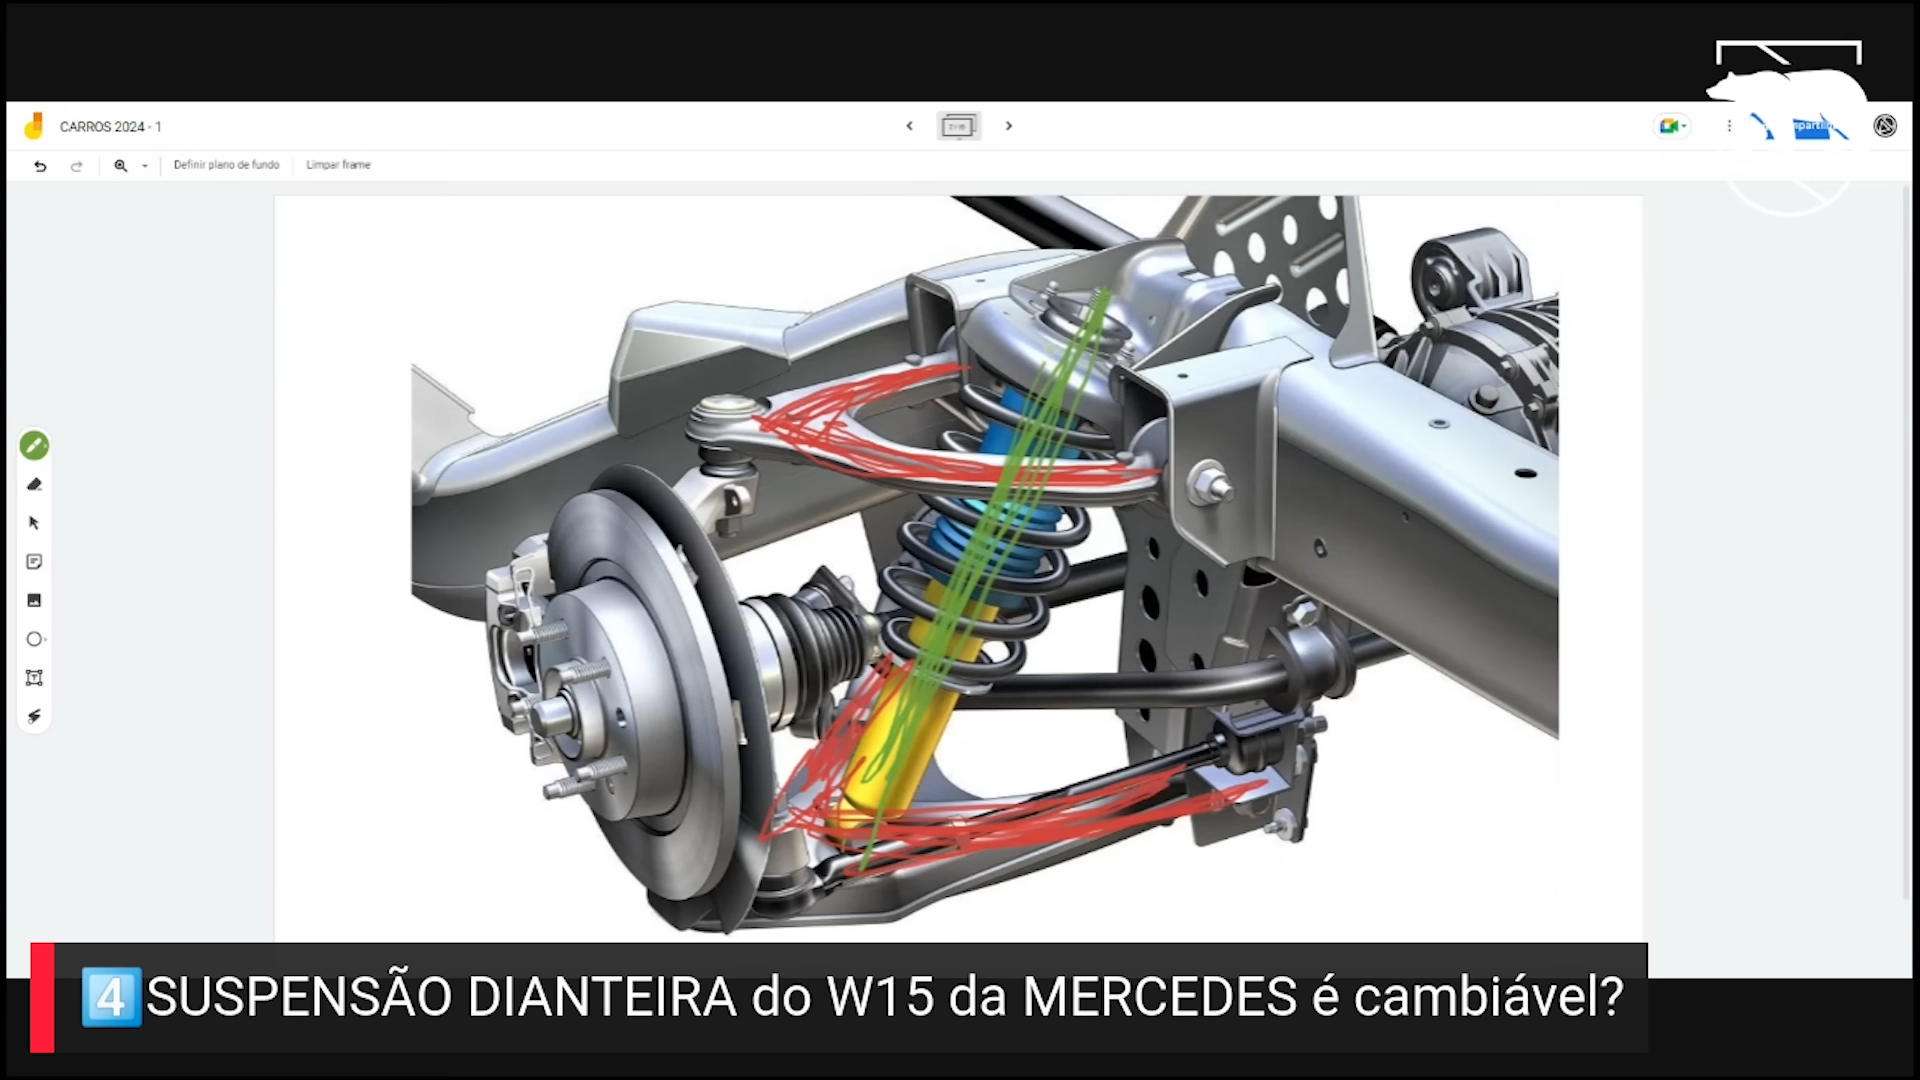 CARROS 2024 - 1
Definir plano de fundo
Limpar frame
4 SUSPENSÃO DIANTEIRA do W15 da MERCEDES é cambiável?